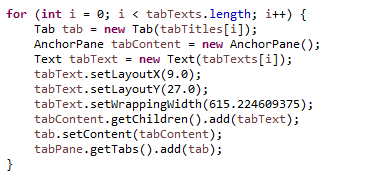 for (int i = 0; i < tabTexts.length; i++) {
    Tab tab = new Tab(tabTitles[i]);
    AnchorPane tabContent = new AnchorPane();
    Text tabText = new Text(tabTexts[i]);
    tabText.setLayoutX(9.0);
    tabText.setLayoutY(27.0);
    tabText.setWrappingWidth(615.224609375);
    tabContent.getChildren().add(tabText);
    tab.setContent(tabContent);
    tabPane.getTabs().add(tab);
}